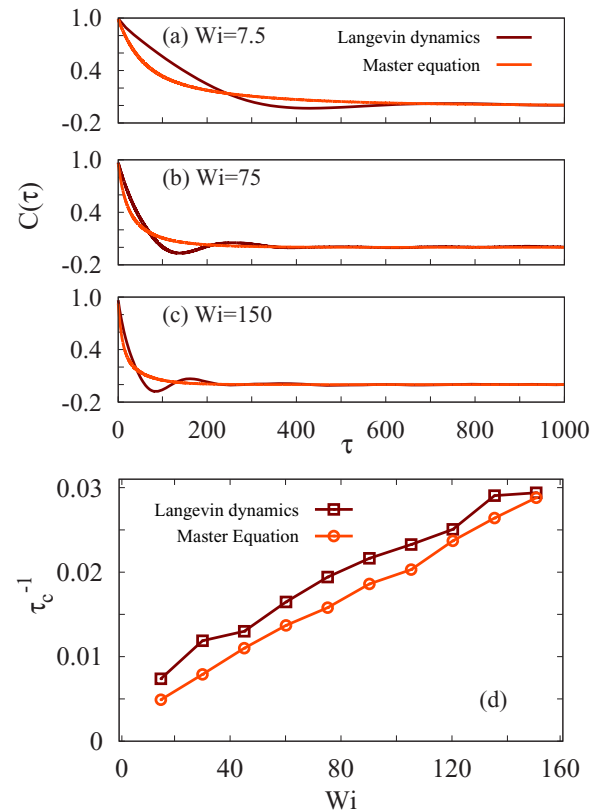 1.0
(a) Wi=7.5
Langevin dynamics
0.4
Master equation
-0.2
1.0
(b) Wi=75
C(τ)
0.4
-0.2
1.0
(c) Wi=150
0.4
-0.2
0 200 400 600 800 1000
τ
0.03
Langevin dynamics
Master Equation
0.02
τc-1
0.01
(d)
0
0 40 80 120 160
Wi